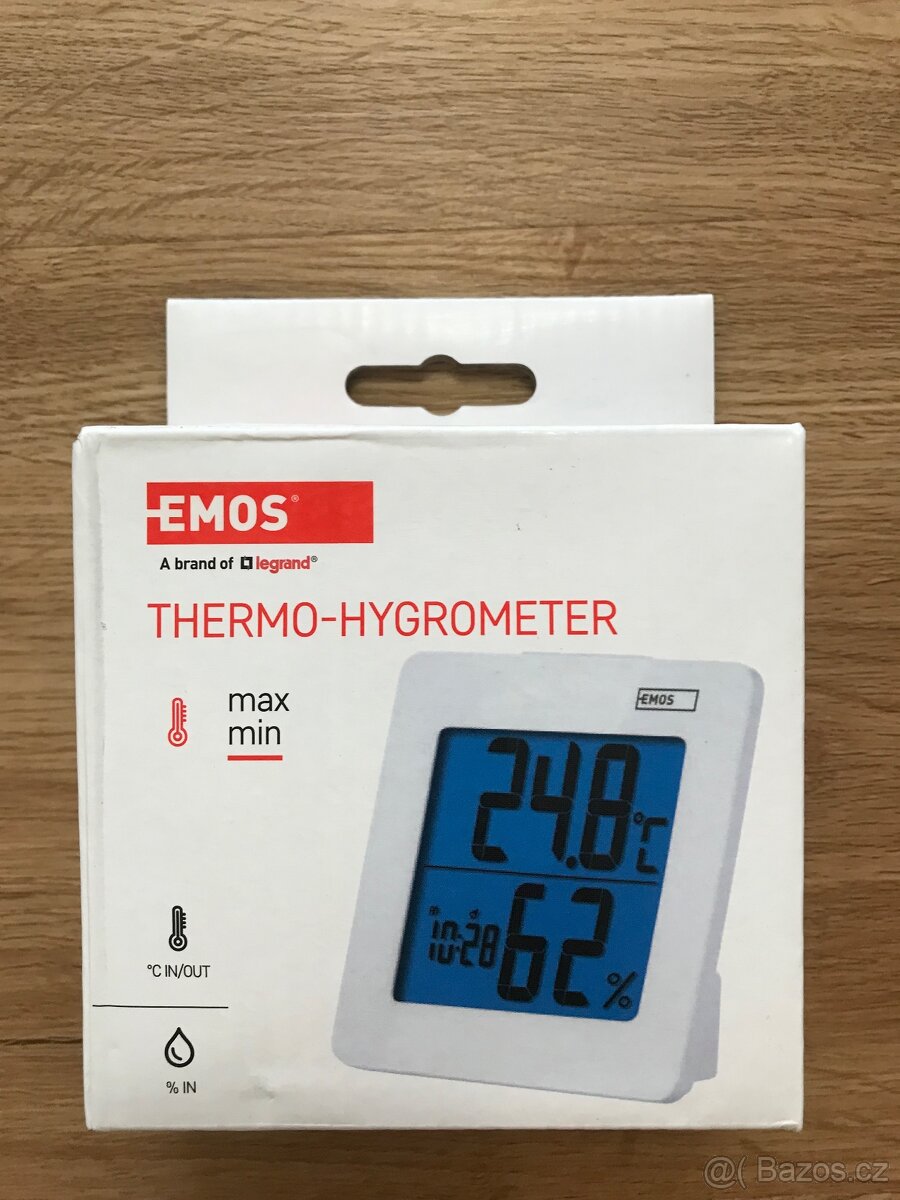 EMOS®
A brand of legrand®
THERMO-HYGROMETER
max
min
EMOS
24.8°C
10:28 62%
°C IN/OUT
% IN
@( Bazos.cz